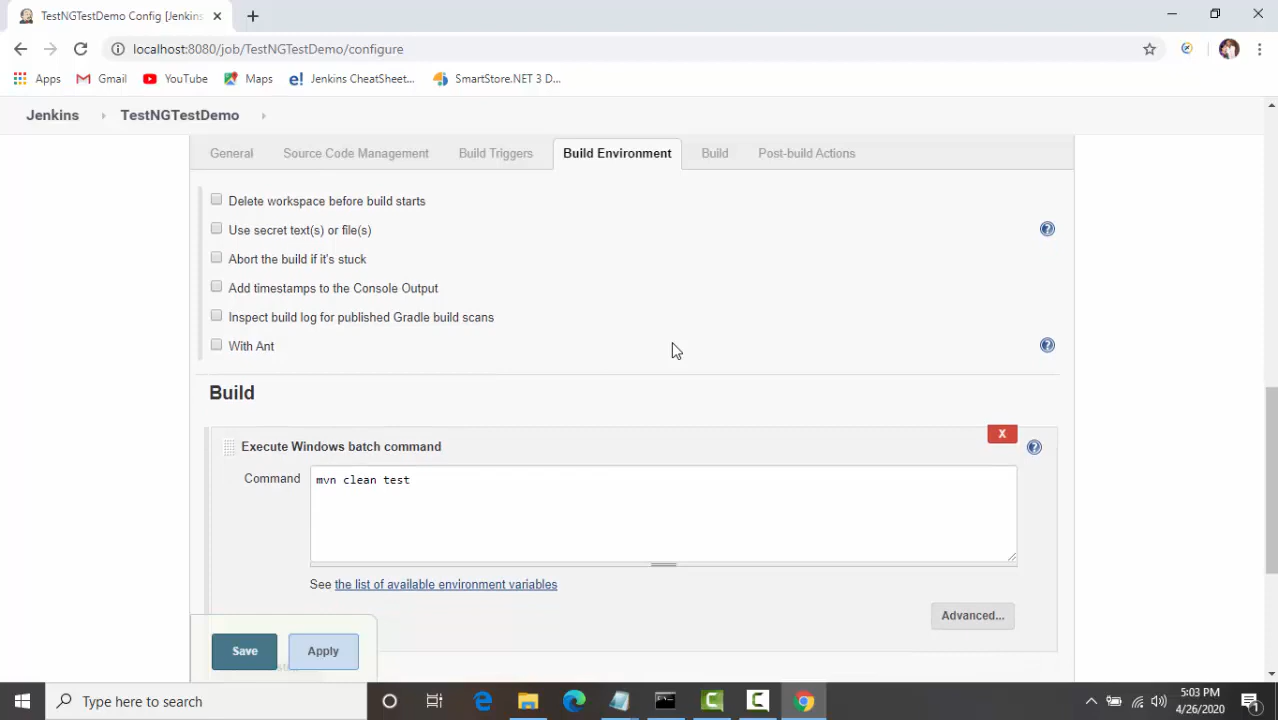 TestNGTestDemo Config [Jenkins
localhost:8080/job/TestNGTestDemo/configure
Apps Gmail YouTube Maps e! Jenkins CheatSheet... SmartStore.NET 3 D...
Jenkins TestNGTestDemo
General Source Code Management Build Triggers Build Environment Build Post-build Actions
Delete workspace before build starts
Use secret text(s) or file(s)
Abort the build if it's stuck
Add timestamps to the Console Output
Inspect build log for published Gradle build scans
With Ant
Build
X
Execute Windows batch command
Command
mvn clean test
See the list of available environment variables
Advanced...
Save Apply
Type here to search
5:03 PM
4/26/2020
1